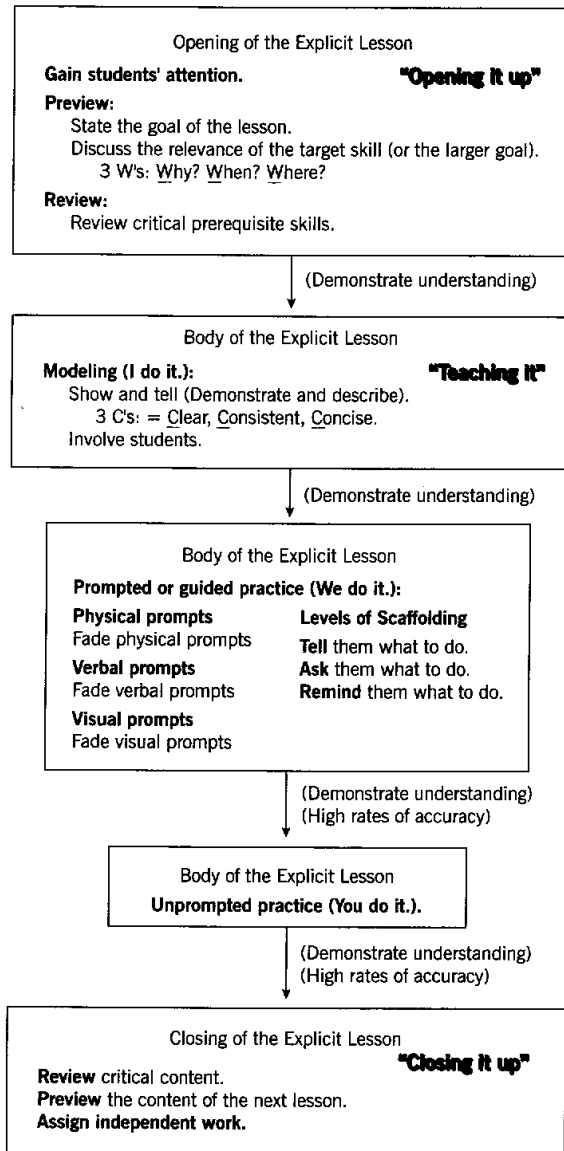 Opening of the Explicit Lesson
Gain students' attention. "Opening it up"
Preview:
State the goal of the lesson.
Discuss the relevance of the target skill (or the larger goal).
3 W's: Why? When? Where?
Review:
Review critical prerequisite skills.
(Demonstrate understanding)
Body of the Explicit Lesson
Modeling (I do it.): "Teaching it"
Show and tell (Demonstrate and describe).
3 C's: = Clear, Consistent, Concise.
Involve students.
(Demonstrate understanding)
Body of the Explicit Lesson
Prompted or guided practice (We do it.):
Physical prompts
Fade physical prompts
Verbal prompts
Fade verbal prompts
Visual prompts
Fade visual prompts
Levels of Scaffolding
Tell them what to do.
Ask them what to do.
Remind them what to do.
(Demonstrate understanding)
(High rates of accuracy)
Body of the Explicit Lesson
Unprompted practice (You do it.).
(Demonstrate understanding)
(High rates of accuracy)
Closing of the Explicit Lesson
"Closing it up"
Review critical content.
Preview the content of the next lesson.
Assign independent work.